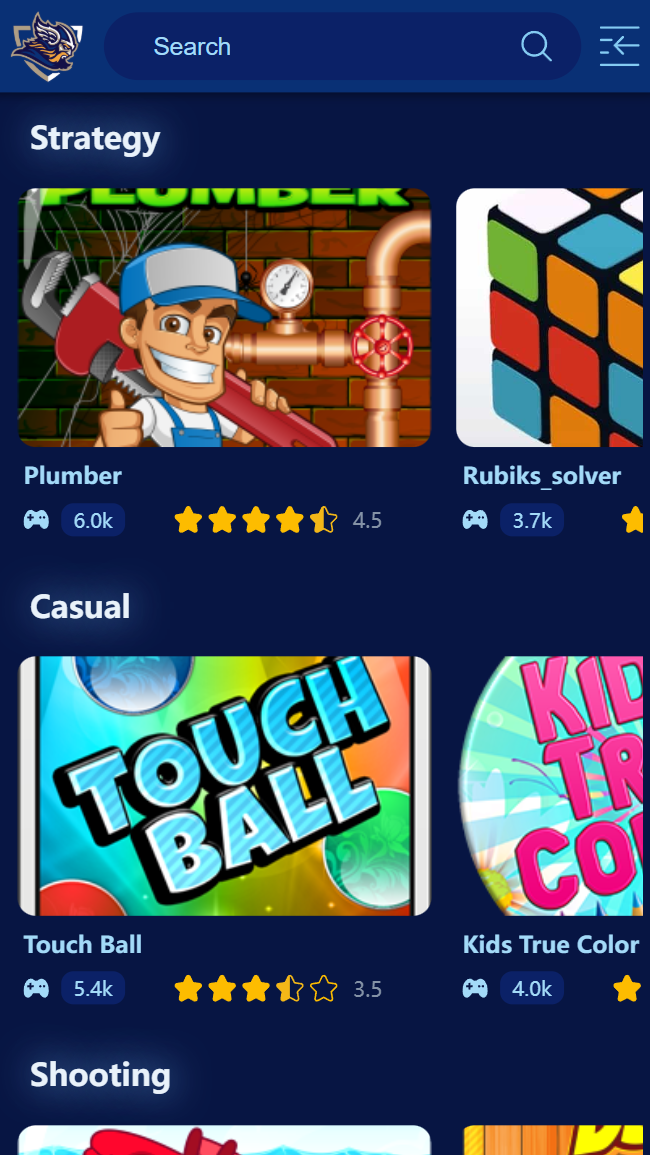 Search
Strategy
PLUMBER
Plumber
6.0k
4.5
Rubiks_solver
3.7k
Casual
TOUCH
BALL
Touch Ball
5.4k
3.5
Kids True Color
4.0k
Shooting